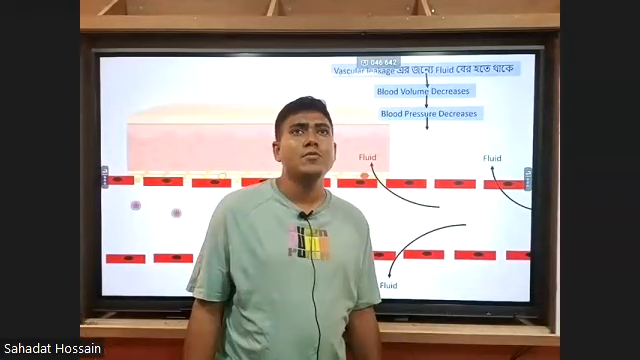 046 642
Vascular leakage এর জন্যে Fluid বের হতে থাকে
Blood Volume Decreases
Blood Pressure Decreases
Fluid
Fluid
Fluid
Sahadat Hossain